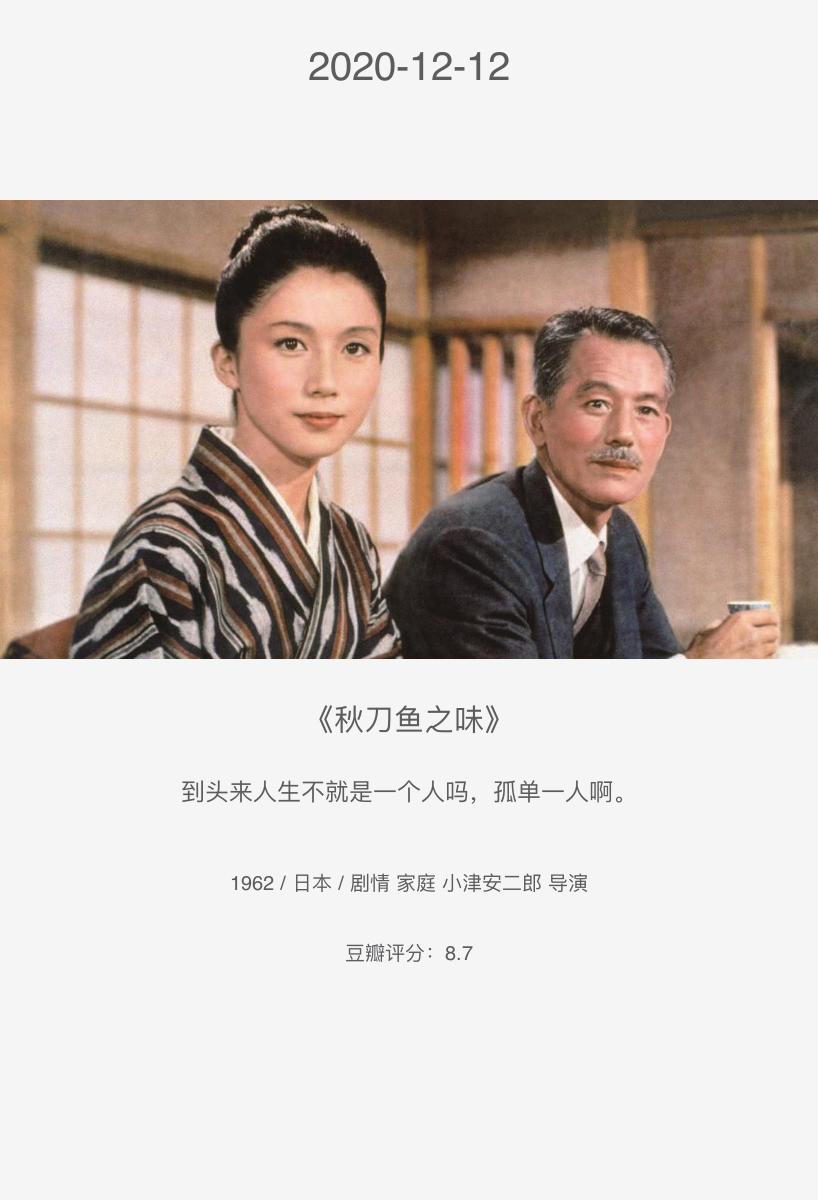 2020-12-12
《秋刀鱼之味》
到头来人生不就是一个人吗，孤单一人啊。
1962 / 日本 / 剧情 家庭 小津安二郎 导演
豆瓣评分：8.7